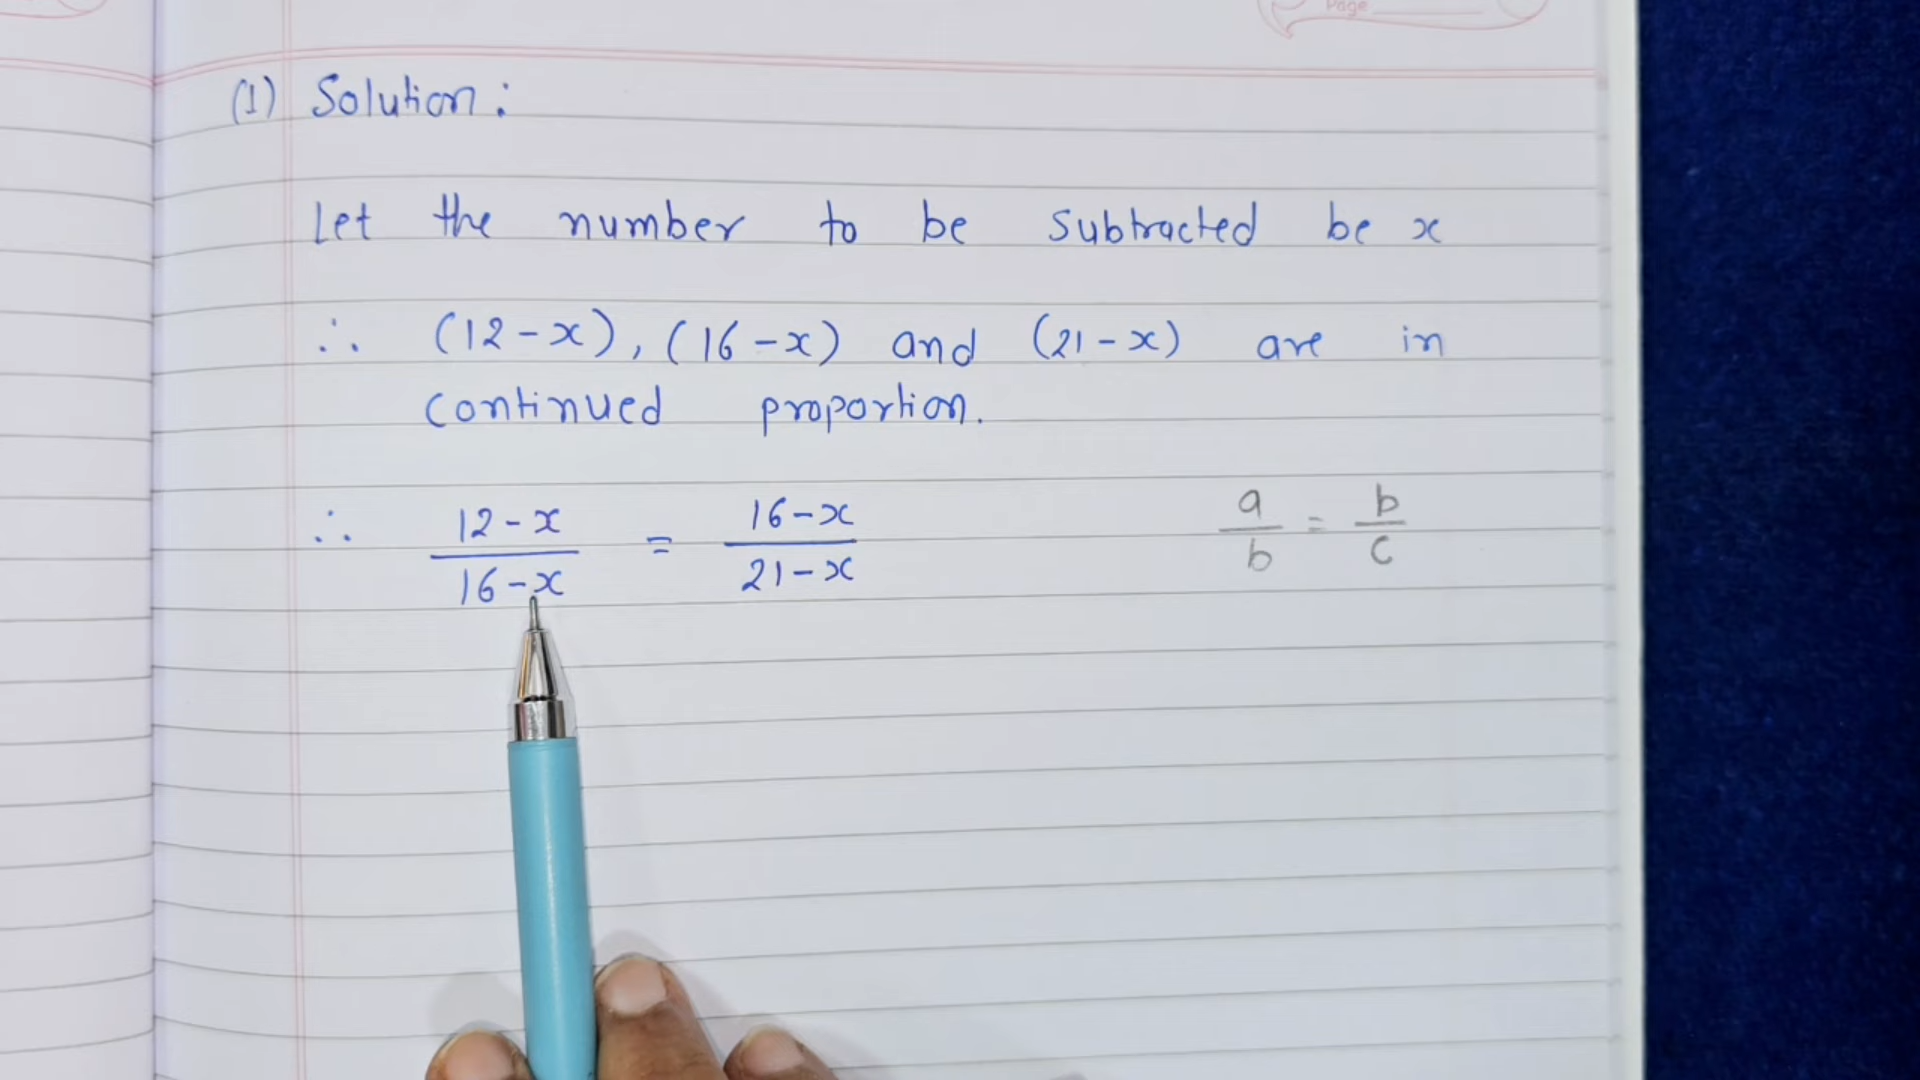 Page
(1) Solution:
Let the number to be subtracted be x
∴ (12-x), (16-x) and (21-x) are in
continued proportion.
∴ 12-x / 16-x = 16-x / 21-x    a / b = b / c